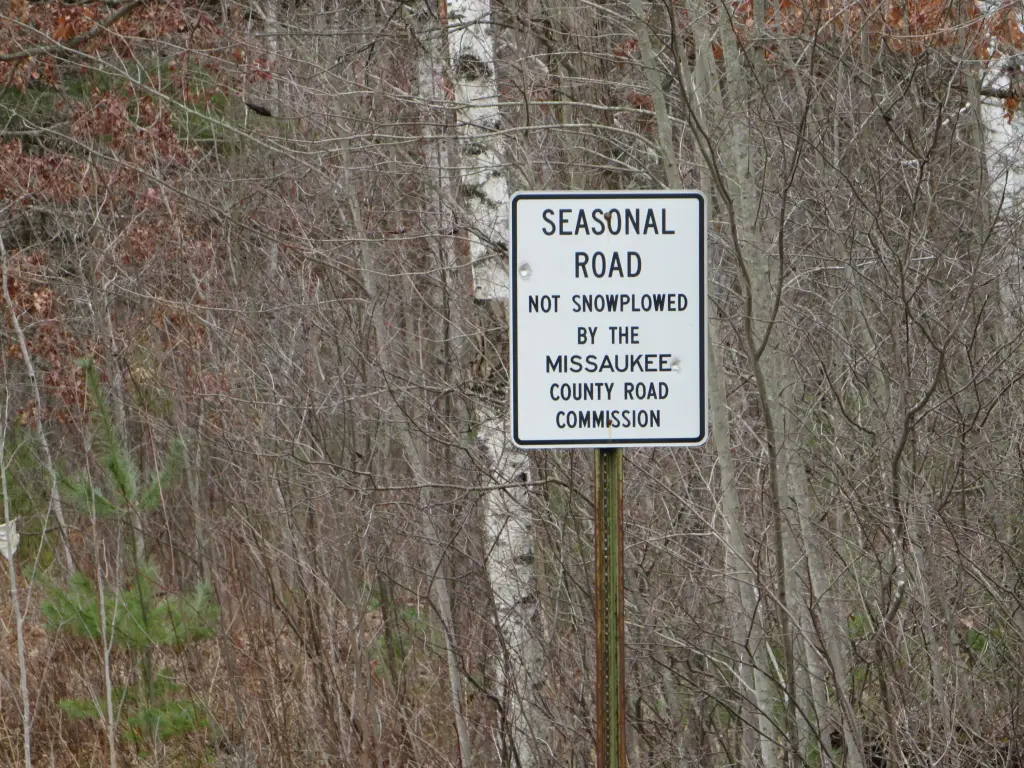 SEASONAL
ROAD
NOT SNOWPLOWED
BY THE
MISSAUKEE
COUNTY ROAD
COMMISSION